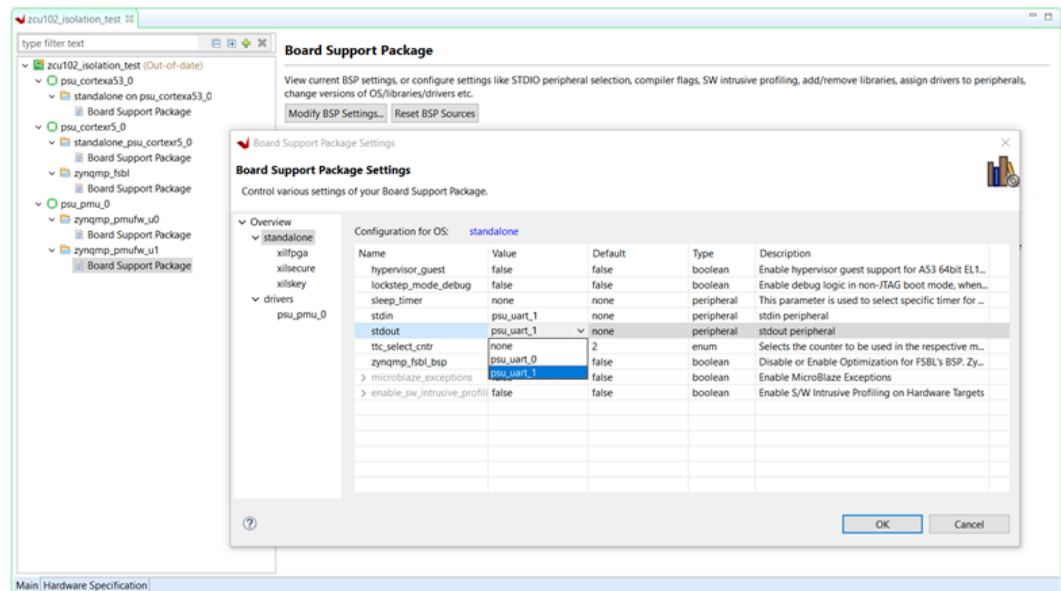 zcu102_isolation_test
type filter text
zcu102_isolation_test (Out-of-date)
psu_cortexa53_0
standalone on psu_cortexa53_0
Board Support Package
psu_cortexr5_0
standalone_psu_cortexr5_0
Board Support Package
zynqmp_fsbl
Board Support Package
psu_pmu_0
zynqmp_pmufw_u0
Board Support Package
zynqmp_pmufw_u1
Board Support Package
Board Support Package
View current BSP settings, or configure settings like STDIO peripheral selection, compiler flags, SW intrusive profiling, add/remove libraries, assign drivers to peripherals,
change versions of OS/libraries/drivers etc.
Modify BSP Settings... Reset BSP Sources
Board Support Package Settings
Board Support Package Settings
Control various settings of your Board Support Package.
Overview
standalone
xilfpga
xilsecure
xilskey
drivers
psu_pmu_0
Configuration for OS: standalone
Name Value Default Type Description
hypervisor_guest false false boolean Enable hypervisor guest support for A53 64bit EL1...
lockstep_mode_debug false false boolean Enable debug logic in non-JTAG boot mode, when...
sleep_timer none none peripheral This parameter is used to select specific timer for ...
stdin psu_uart_1 none peripheral stdin peripheral
stdout psu_uart_1 none peripheral stdout peripheral
ttc_select_cntr none 2 enum Selects the counter to be used in the respective m...
zynqmp_fsbl_bsp psu_uart_0 false boolean Disable or Enable Optimization for FSBL's BSP. Zy...
microblaze_exceptions psu_uart_1 false boolean Enable MicroBlaze Exceptions
enable_sw_intrusive_profili false false boolean Enable S/W Intrusive Profiling on Hardware Targets
OK Cancel
Main Hardware Specification